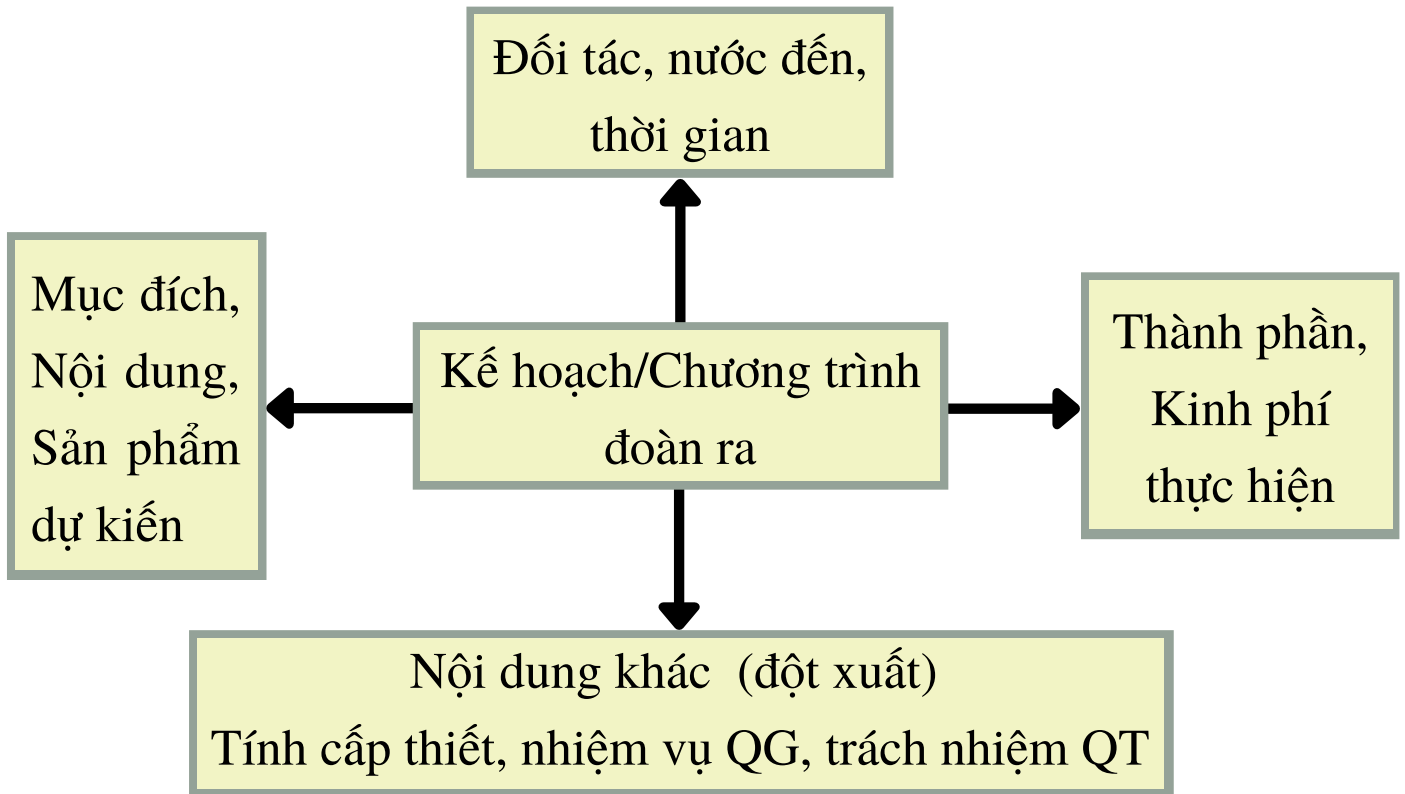 Đối tác, nước đến,
thời gian
Mục đích,
Nội dung,
Sản phẩm
dự kiến
Kế hoạch/Chương trình
đoàn ra
Thành phần,
Kinh phí
thực hiện
Nội dung khác (đột xuất)
Tính cấp thiết, nhiệm vụ QG, trách nhiệm QT